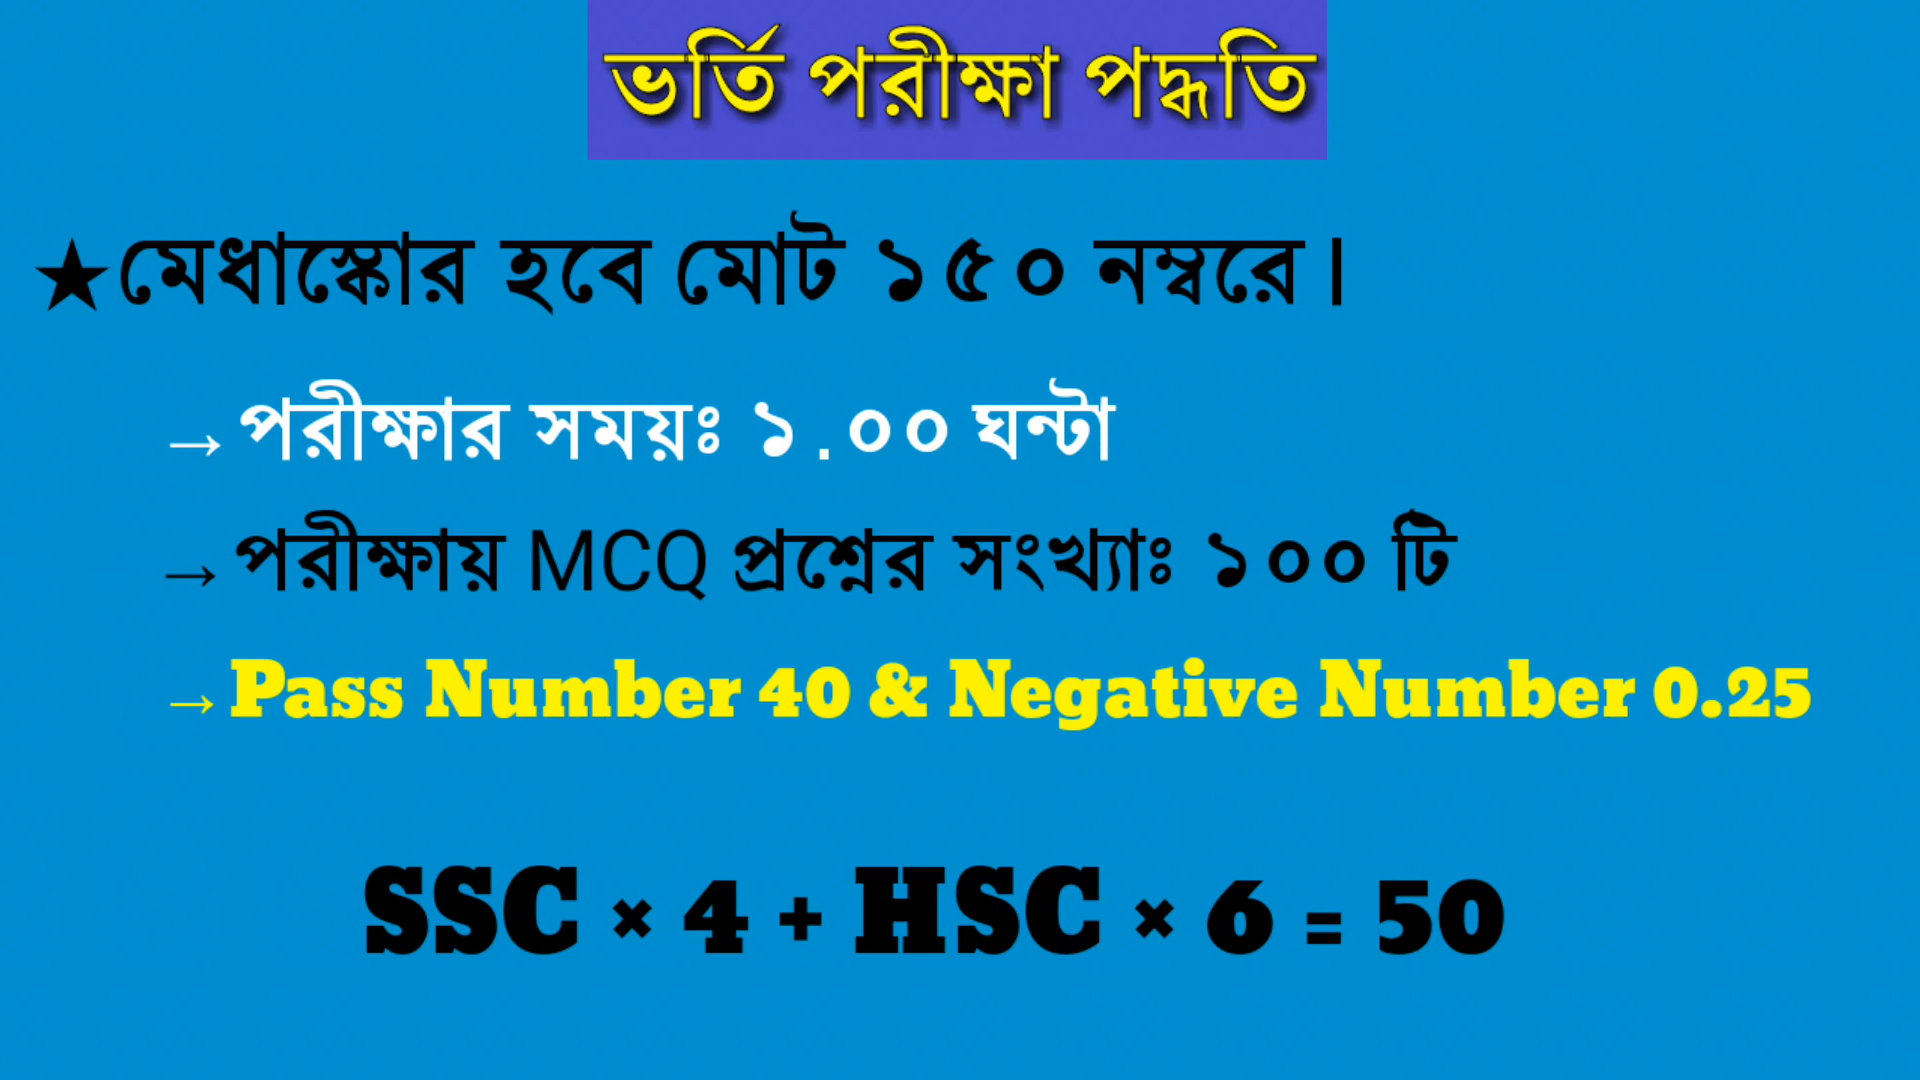 ভর্তি পরীক্ষা পদ্ধতি
★মেধাস্কোর হবে মোট ১৫০ নম্বরে।
→পরীক্ষার সময়ঃ ১.০০ ঘন্টা
→পরীক্ষায় MCQ প্রশ্নের সংখ্যাঃ ১০০ টি
→Pass Number 40 & Negative Number 0.25
SSC × 4 + HSC × 6 = 50